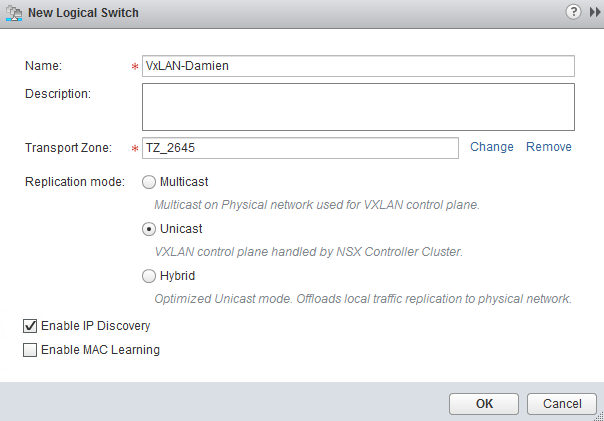 New Logical Switch ?
Name: * VxLAN-Damien
Description:
Transport Zone: * TZ_2645 Change Remove
Replication mode: Multicast
Multicast on Physical network used for VXLAN control plane.
Unicast
VXLAN control plane handled by NSX Controller Cluster.
Hybrid
Optimized Unicast mode. Offloads local traffic replication to physical network.
Enable IP Discovery
Enable MAC Learning
OK Cancel